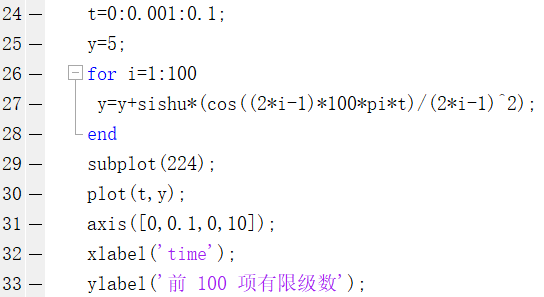 24 — t=0:0.001:0.1;
25 — y=5;
26 — for i=1:100
27 — y=y+sishu*(cos((2*i-1)*100*pi*t)/(2*i-1)^2);
28 — end
29 — subplot(224);
30 — plot(t,y);
31 — axis([0,0.1,0,10]);
32 — xlabel('time');
33 — ylabel('前 100 项有限级数');